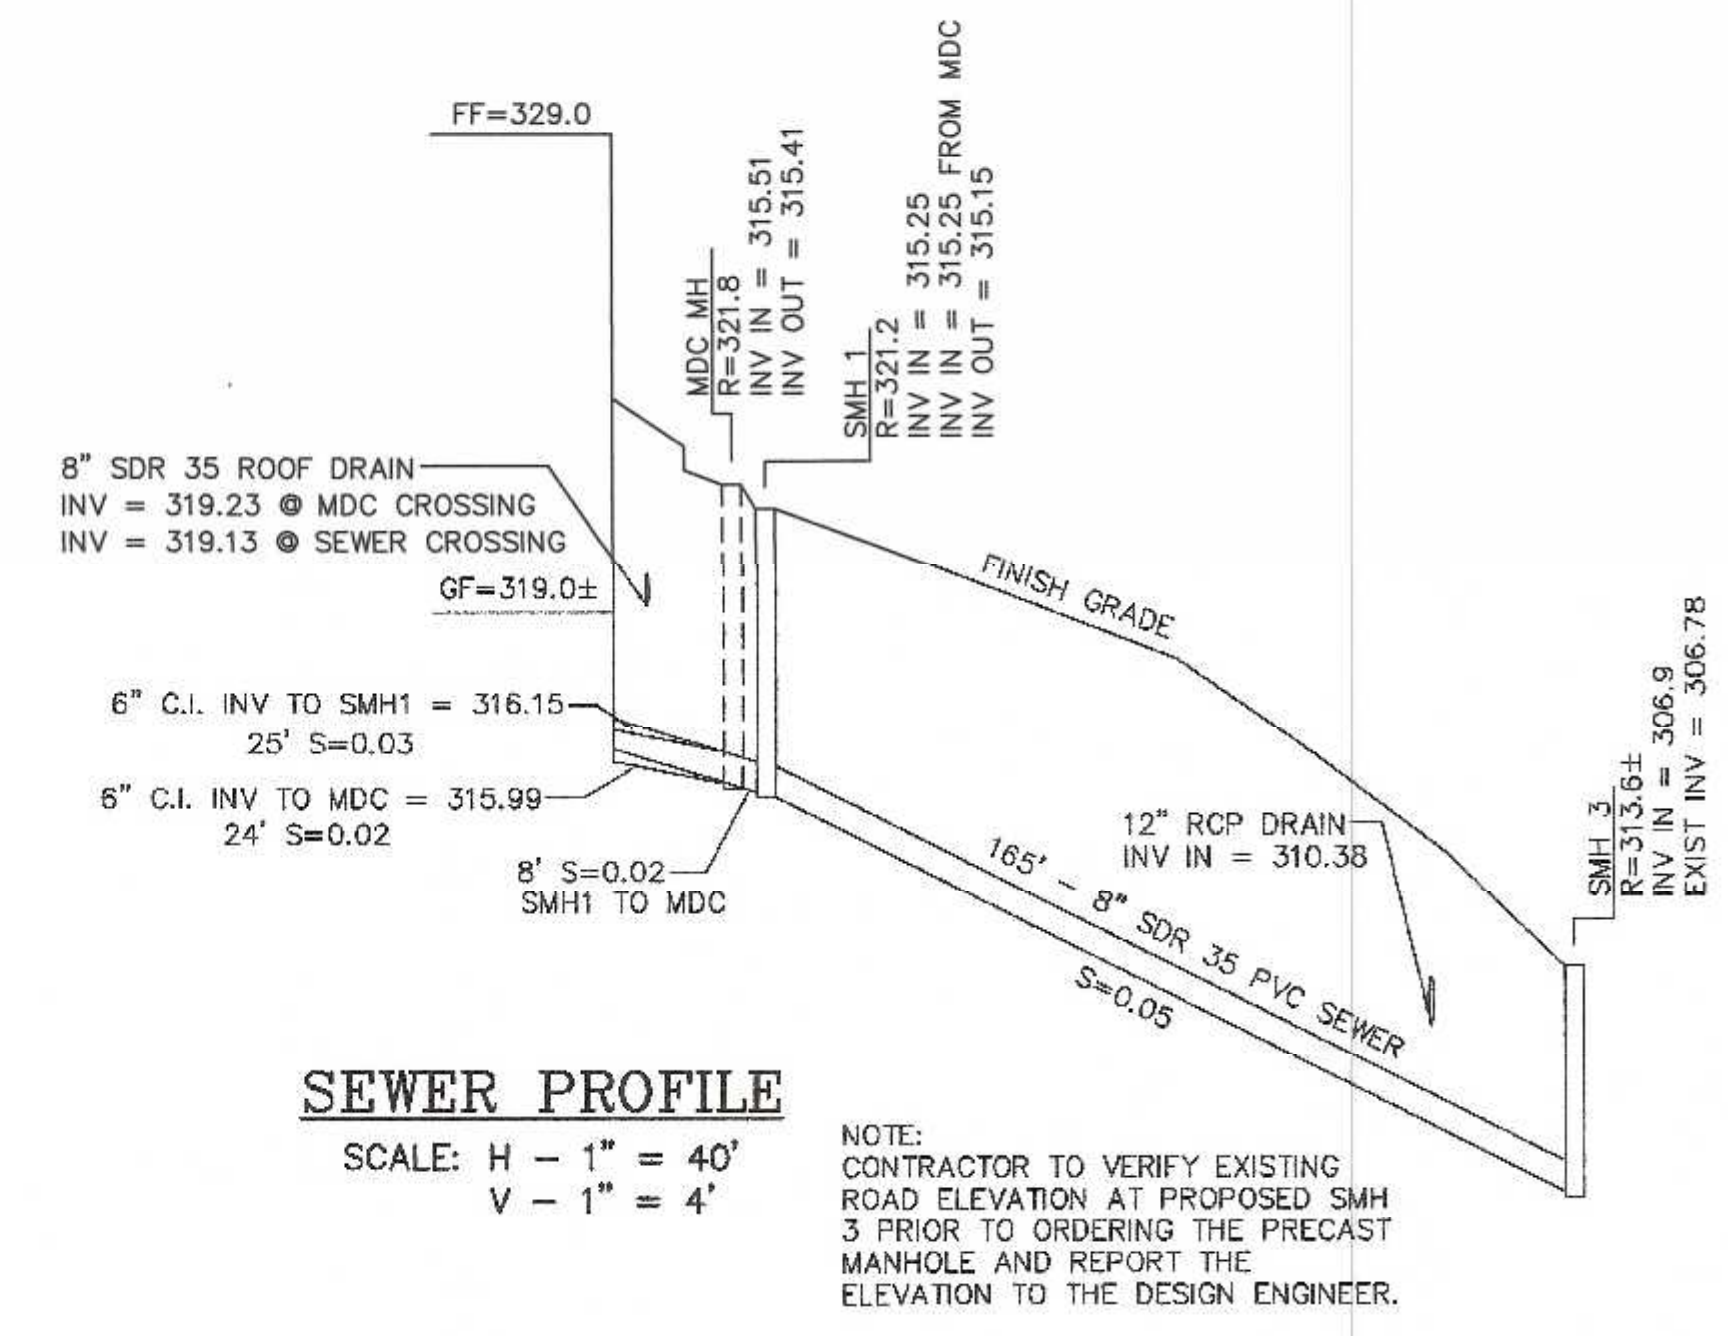 FF=329.0
MDC MH
R=321.8
INV IN = 315.51
INV OUT = 315.41
SMH 1
R=321.2
INV IN = 315.25
INV IN = 315.25 FROM MDC
INV OUT = 315.15
8" SDR 35 ROOF DRAIN
INV = 319.23 @ MDC CROSSING
INV = 319.13 @ SEWER CROSSING
GF=319.0±
FINISH GRADE
6" C.I. INV TO SMH1 = 316.15
25' S=0.03
6" C.I. INV TO MDC = 315.99
24' S=0.02
8' S=0.02
SMH1 TO MDC
12" RCP DRAIN
INV IN = 310.38
165' - 8" SDR 35 PVC SEWER
S=0.05
SMH 3
R=313.6±
INV IN = 306.9
EXIST INV = 306.78
SEWER PROFILE
SCALE: H - 1" = 40'
V - 1" = 4'
NOTE:
CONTRACTOR TO VERIFY EXISTING
ROAD ELEVATION AT PROPOSED SMH
3 PRIOR TO ORDERING THE PRECAST
MANHOLE AND REPORT THE
ELEVATION TO THE DESIGN ENGINEER.